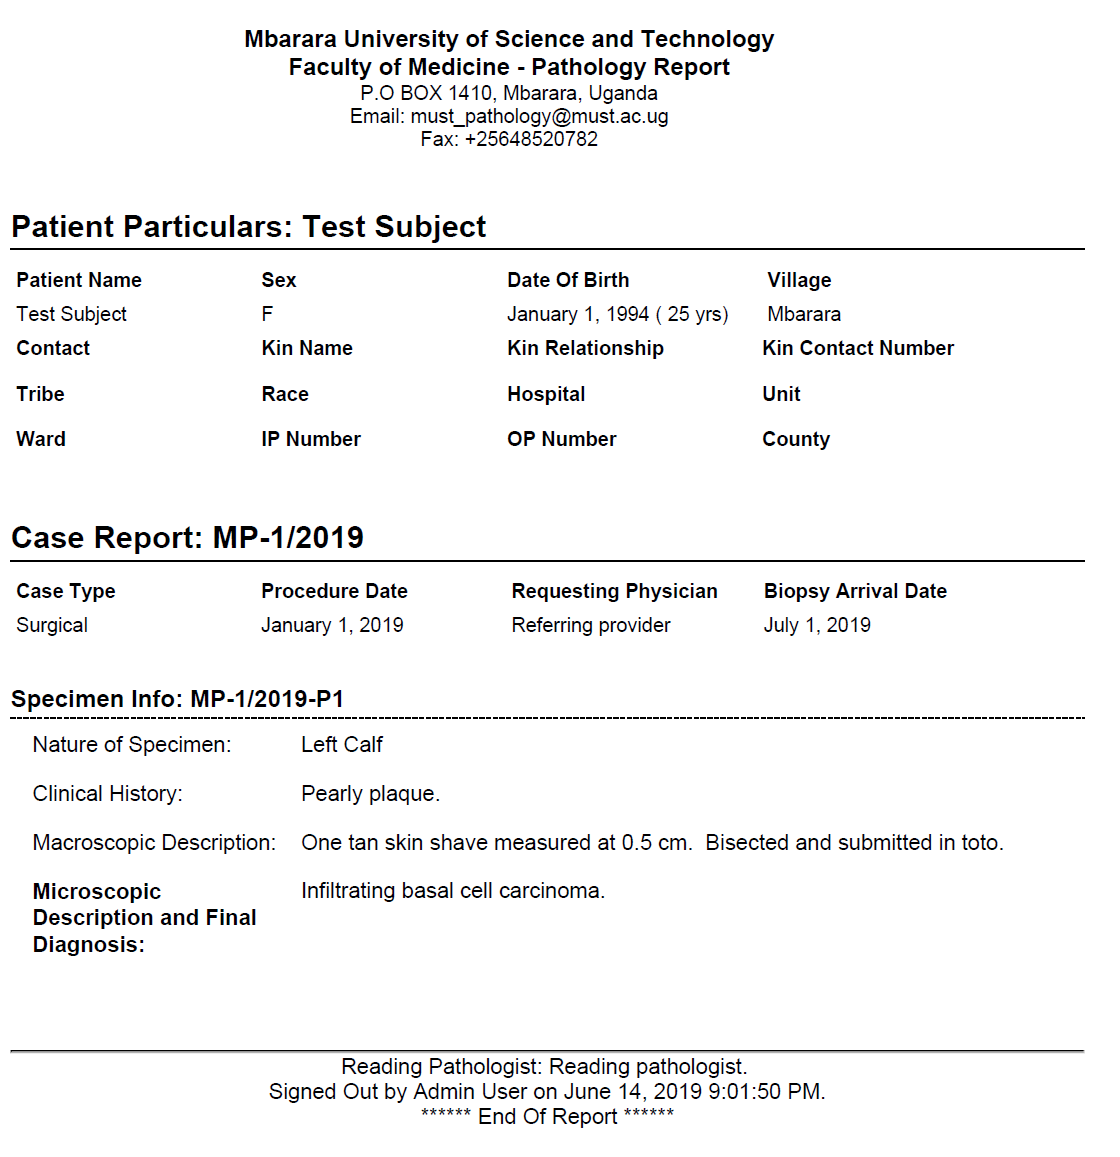 Mbarara University of Science and Technology
Faculty of Medicine - Pathology Report
P.O BOX 1410, Mbarara, Uganda
Email: must_pathology@must.ac.ug
Fax: +25648520782
Patient Particulars: Test Subject
Patient Name Sex Date Of Birth Village
Test Subject F January 1, 1994 ( 25 yrs) Mbarara
Contact Kin Name Kin Relationship Kin Contact Number
Tribe Race Hospital Unit
Ward IP Number OP Number County
Case Report: MP-1/2019
Case Type Procedure Date Requesting Physician Biopsy Arrival Date
Surgical January 1, 2019 Referring provider July 1, 2019
Specimen Info: MP-1/2019-P1
Nature of Specimen: Left Calf
Clinical History: Pearly plaque.
Macroscopic Description: One tan skin shave measured at 0.5 cm.  Bisected and submitted in toto.
Microscopic Infiltrating basal cell carcinoma.
Description and Final
Diagnosis:
Reading Pathologist: Reading pathologist.
Signed Out by Admin User on June 14, 2019 9:01:50 PM.
****** End Of Report ******